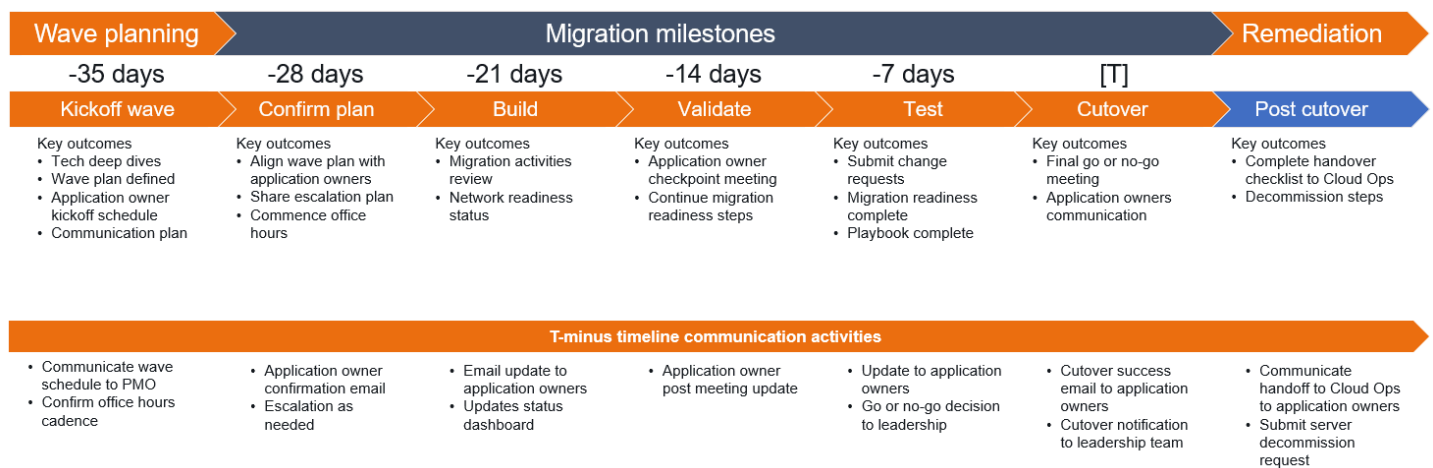 Wave planning
Migration milestones
Remediation
-35 days
-28 days
-21 days
-14 days
-7 days
[T]
Kickoff wave
Confirm plan
Build
Validate
Test
Cutover
Post cutover
Key outcomes
• Tech deep dives
• Wave plan defined
• Application owner
kickoff schedule
• Communication plan
Key outcomes
• Align wave plan with
application owners
• Share escalation plan
• Commence office
hours
Key outcomes
• Migration activities
review
• Network readiness
status
Key outcomes
• Application owner
checkpoint meeting
• Continue migration
readiness steps
Key outcomes
• Submit change
requests
• Migration readiness
complete
• Playbook complete
Key outcomes
• Final go or no-go
meeting
• Application owners
communication
Key outcomes
• Complete handover
checklist to Cloud Ops
• Decommission steps
T-minus timeline communication activities
• Communicate wave
schedule to PMO
• Confirm office hours
cadence
• Application owner
confirmation email
• Escalation as
needed
• Email update to
application owners
• Updates status
dashboard
• Application owner
post meeting update
• Update to application
owners
• Go or no-go decision
to leadership
• Cutover success
email to application
owners
• Cutover notification
to leadership team
• Communicate
handoff to Cloud Ops
to application owners
• Submit server
decommission
request